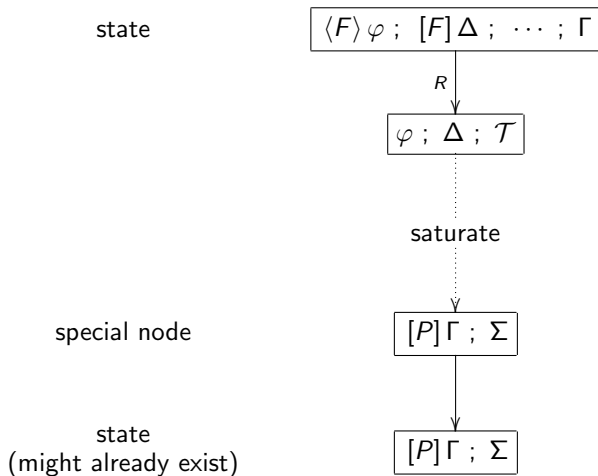 state ⟨F⟩ φ ; [F] Δ ; ⋯ ; Γ
R
φ ; Δ ; 𝒯
saturate
special node [P] Γ ; Σ
state
(might already exist) [P] Γ ; Σ